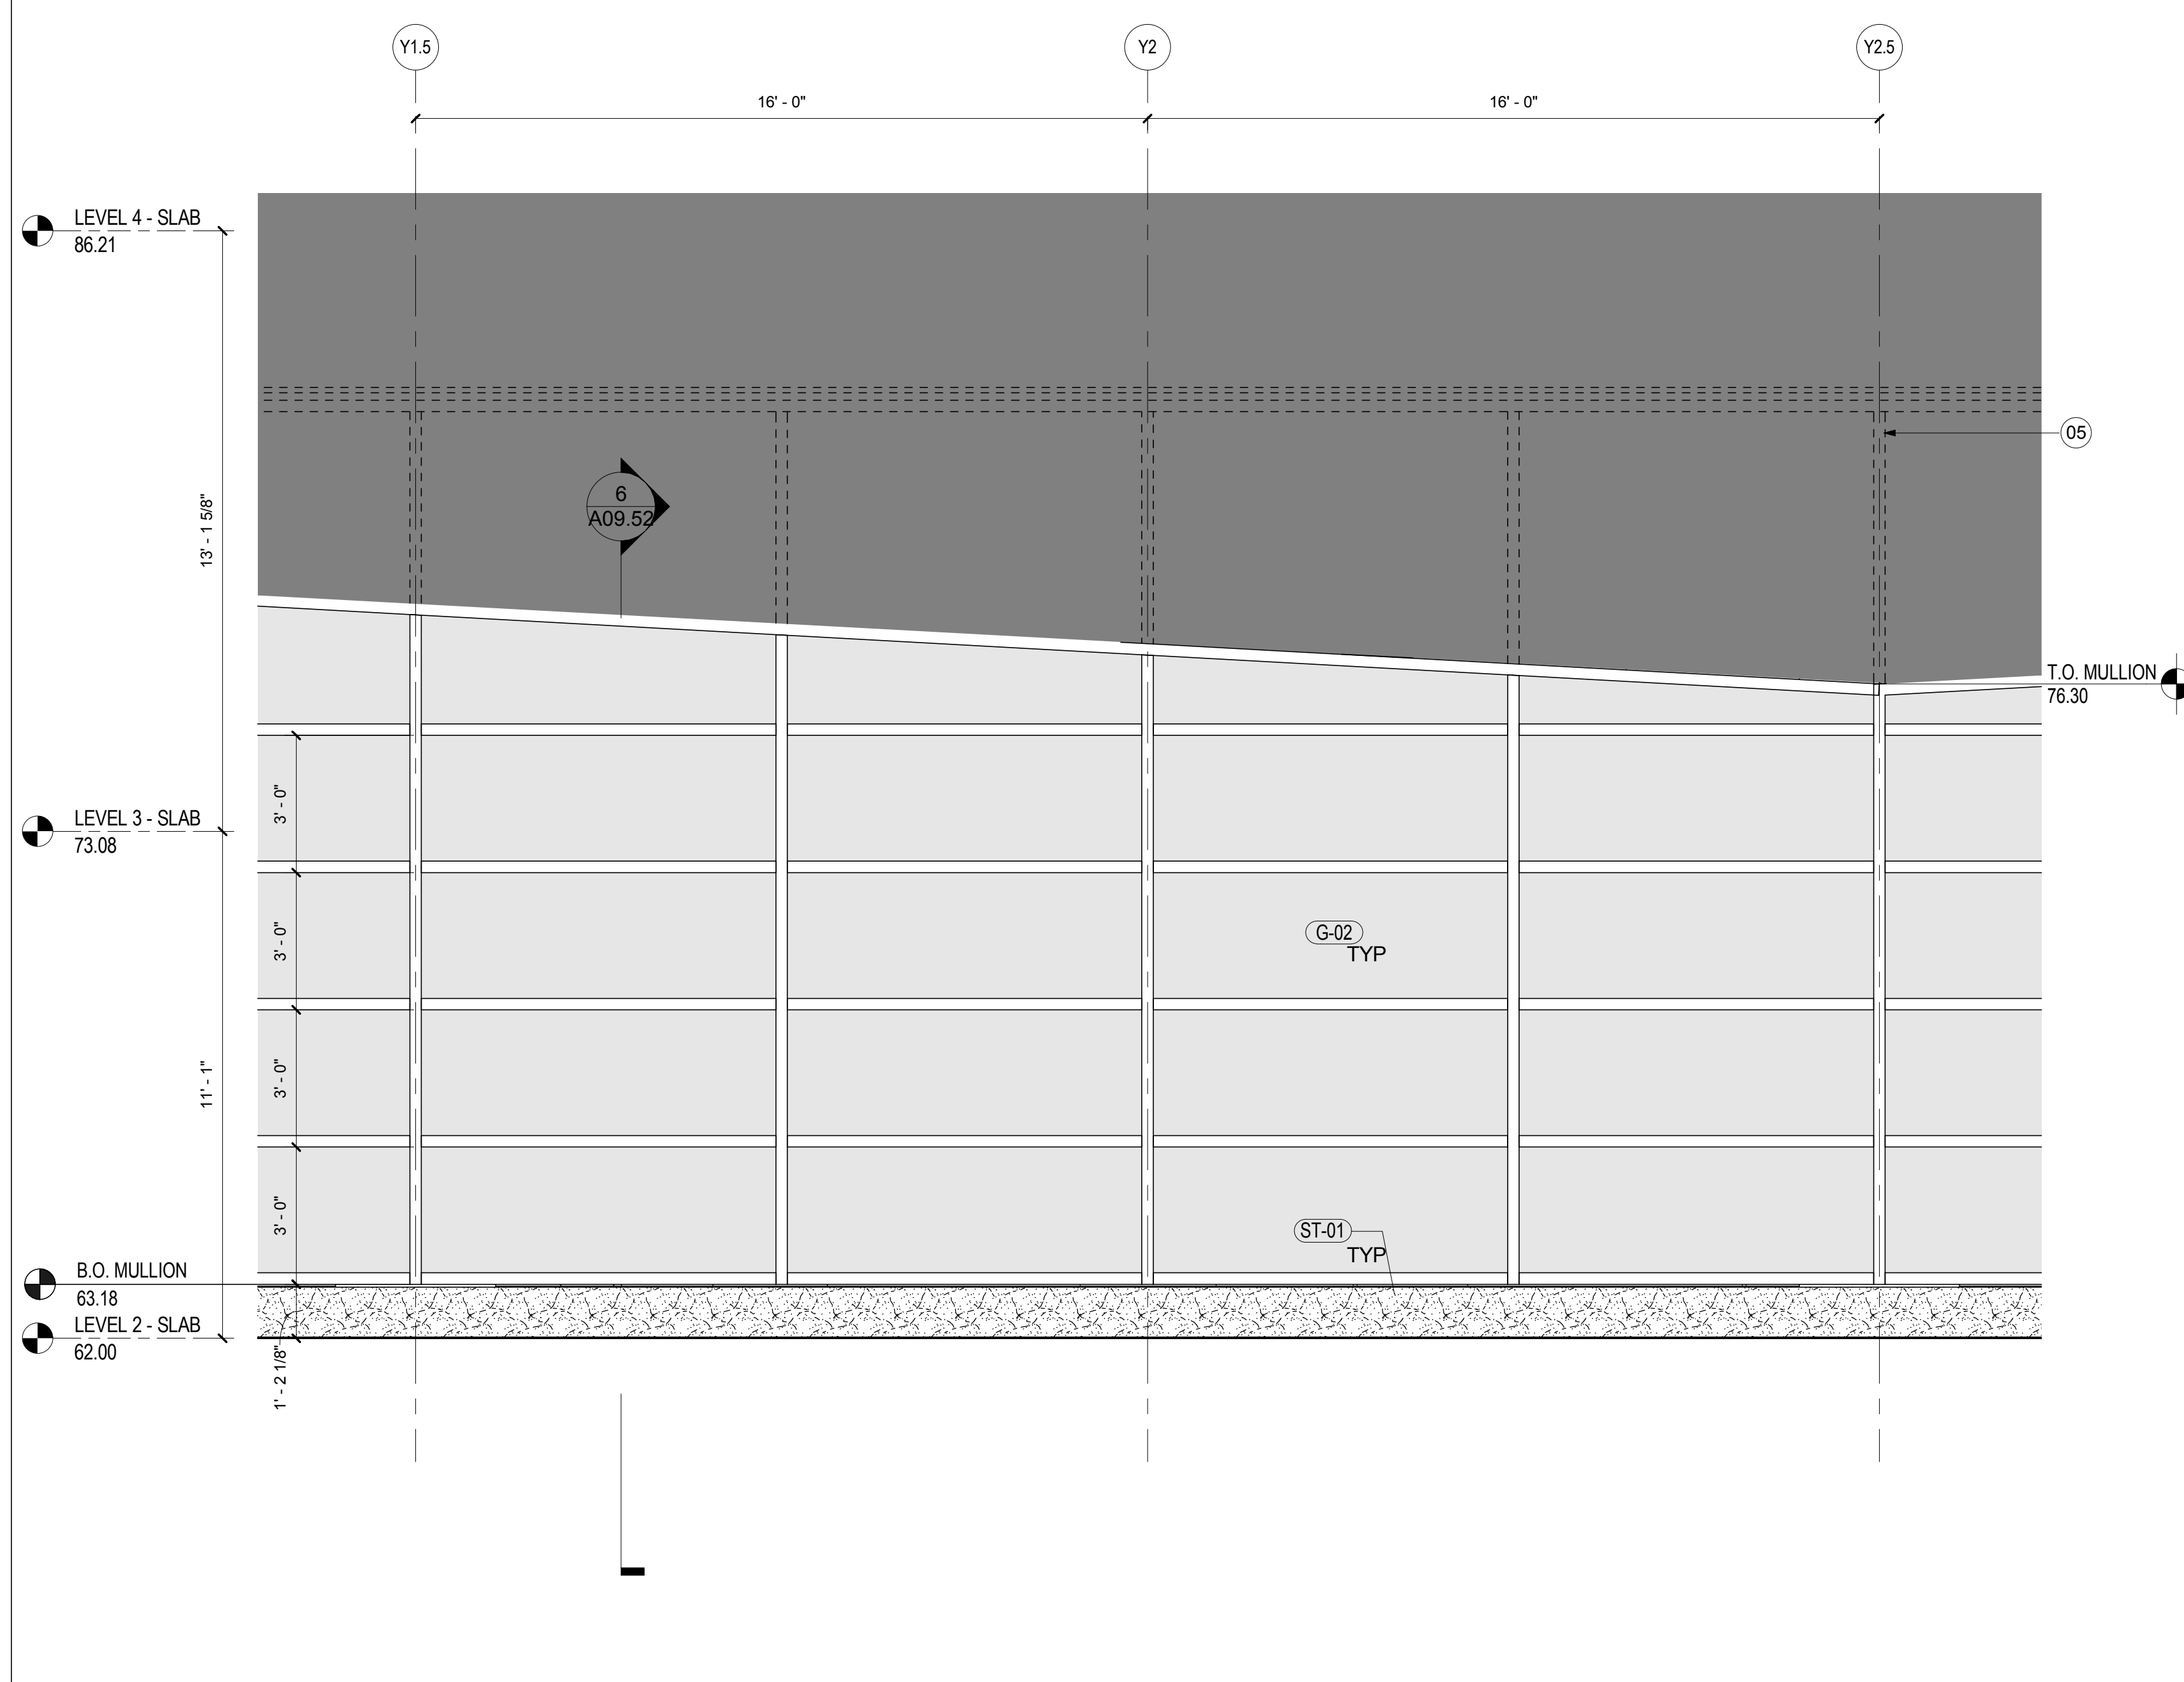 Y1.5
Y2
Y2.5
16' - 0"
16' - 0"
LEVEL 4 - SLAB
86.21
05
6
A09.52
13' - 1 5/8"
T.O. MULLION
76.30
3' - 0"
LEVEL 3 - SLAB
73.08
3' - 0"
G-02
TYP
11' - 1"
3' - 0"
3' - 0"
ST-01
TYP
B.O. MULLION
63.18
LEVEL 2 - SLAB
62.00
1' - 2 1/8"